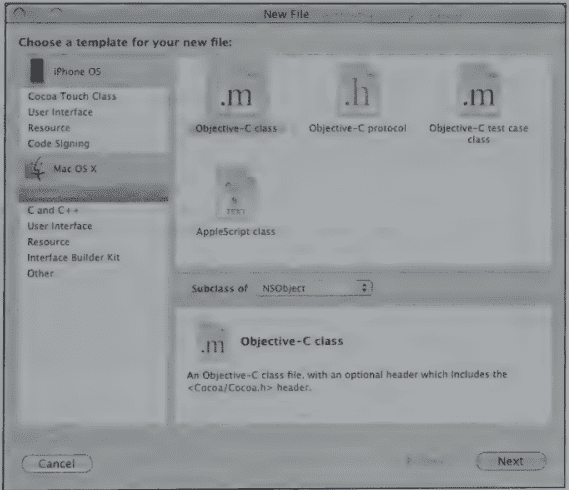 New File
Choose a template for your new file:
iPhone OS
Cocoa Touch Class
User Interface
Resource
Code Signing
Mac OS X
C and C++
User Interface
Resource
Interface Builder Kit
Other
.m
Objective-C class
.h
Objective-C protocol
.m
Objective-C test case
class
TEXT
AppleScript class
Subclass of NSObject
.m Objective-C class
An Objective-C class file, with an optional header which includes the
<Cocoa/Cocoa.h> header.
Cancel
Next